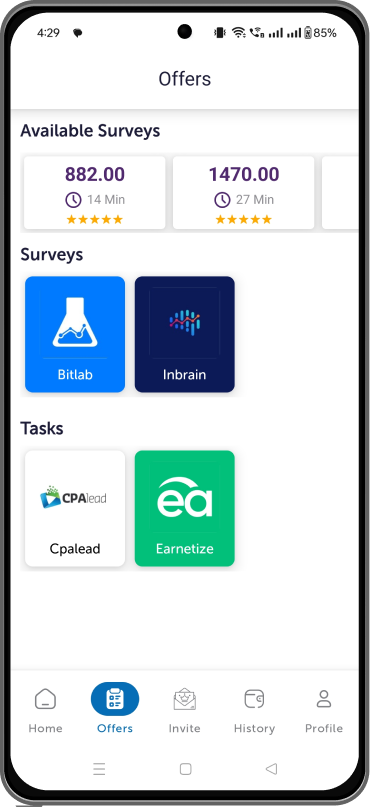 4:29
85%
Offers
Available Surveys
882.00
1470.00
14 Min
27 Min
Surveys
Bitlab
Inbrain
Tasks
CPAlead
ea
Cpalead
Earnetize
Home
Offers
Invite
History
Profile